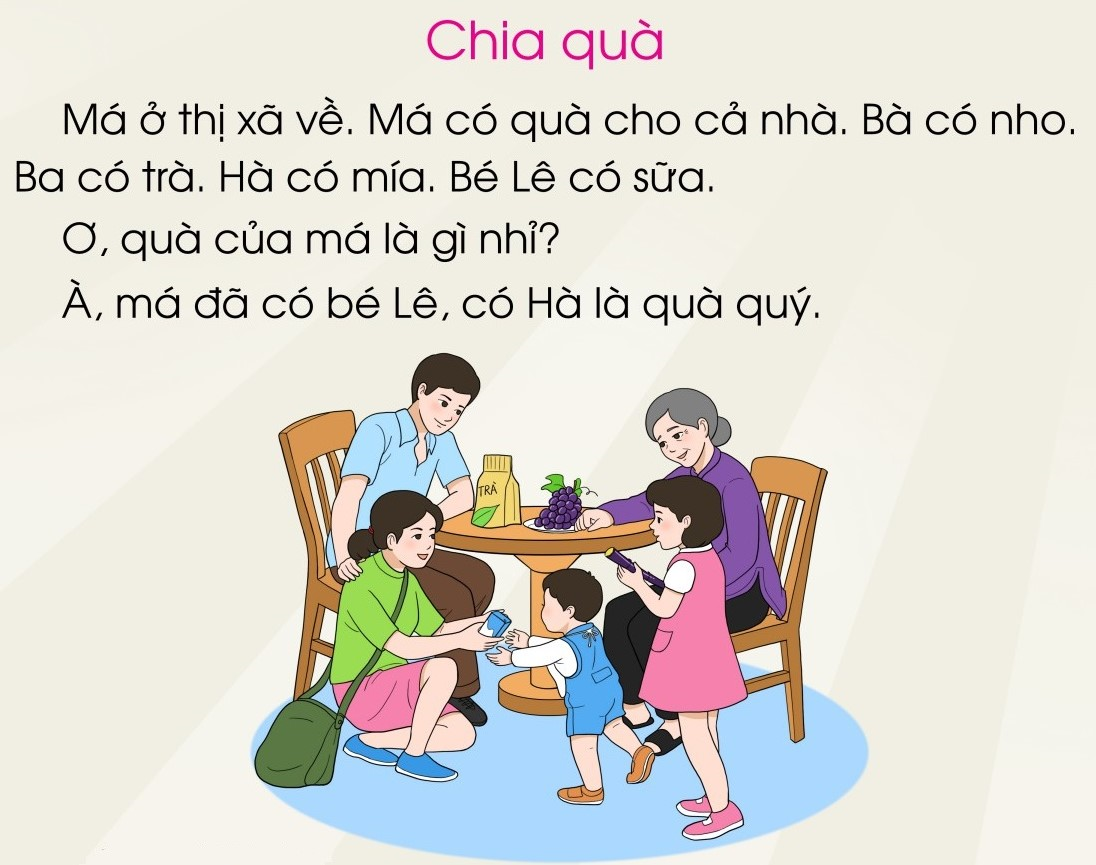 Chia quà
Má ở thị xã về. Má có quà cho cả nhà. Bà có nho.
Ba có trà. Hà có mía. Bé Lê có sữa.
Ơ, quà của má là gì nhỉ?
À, má đã có bé Lê, có Hà là quà quý.
TRÀ